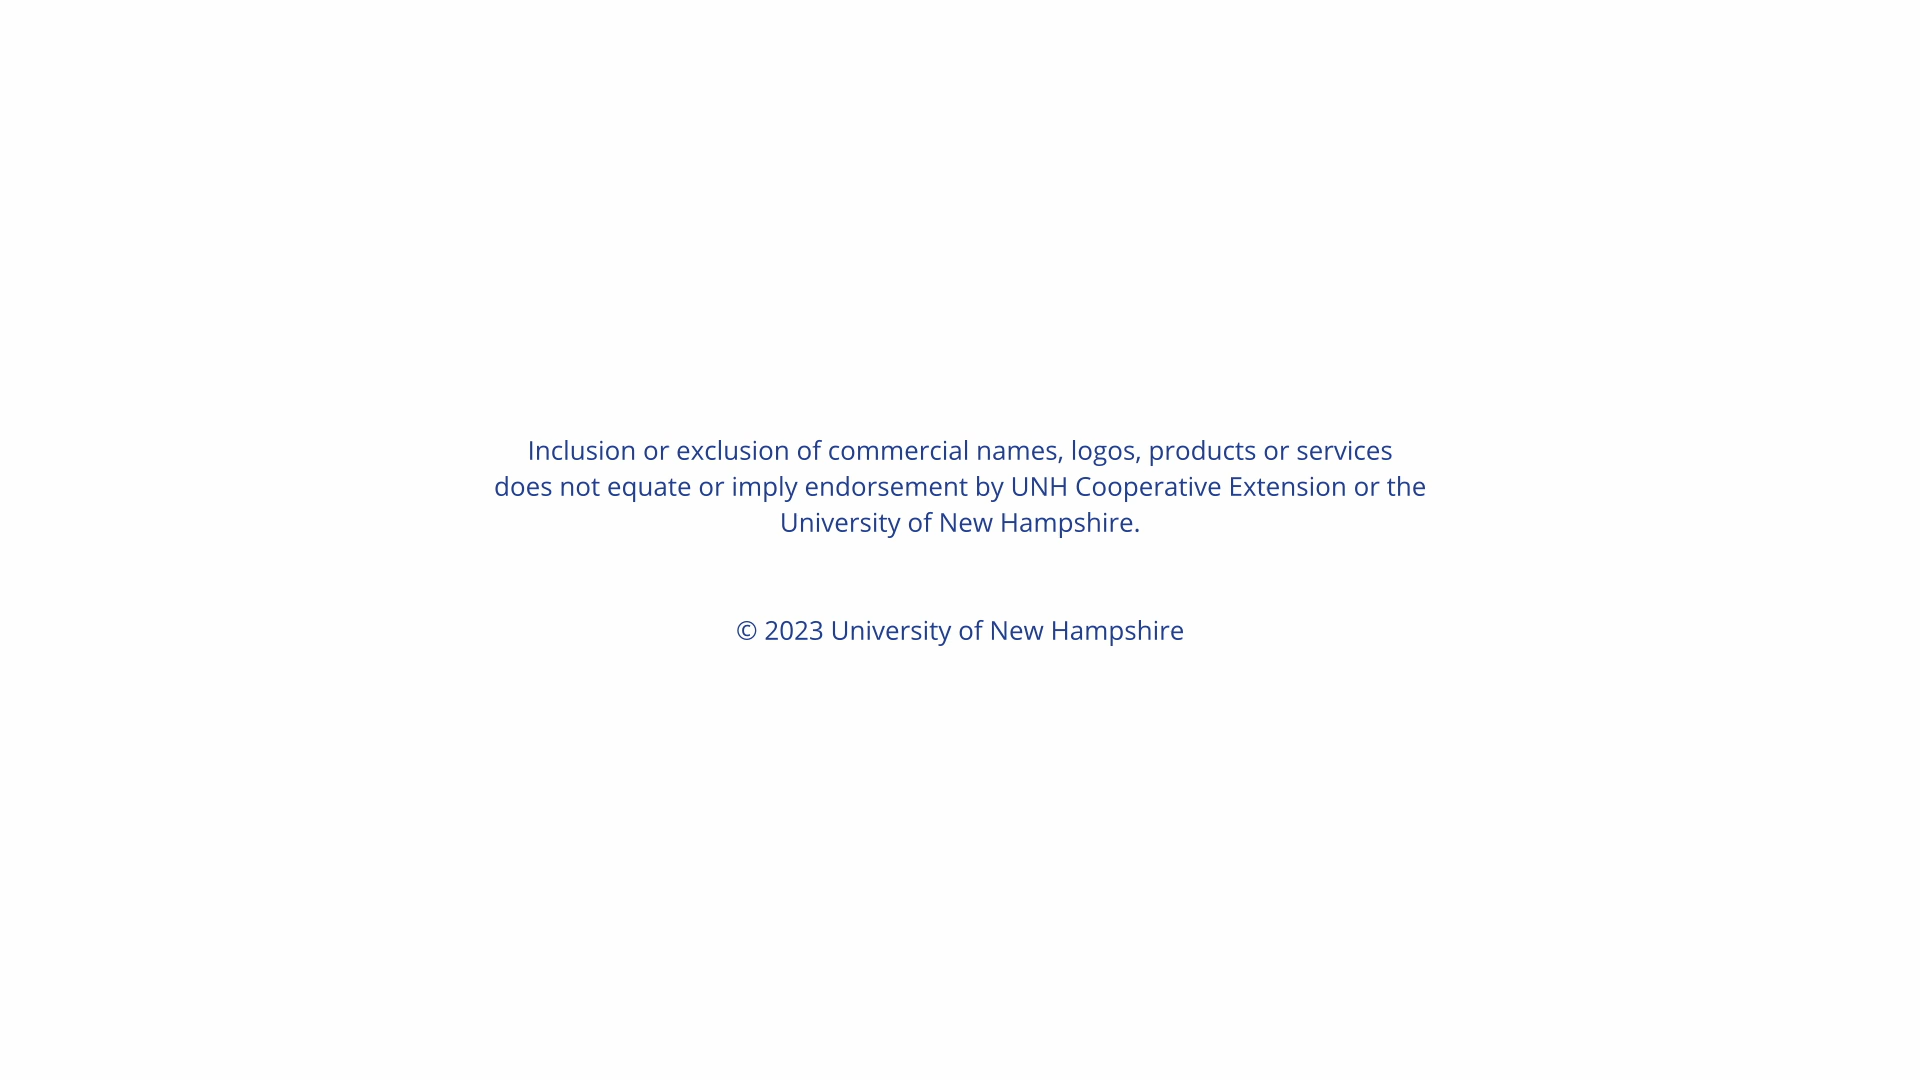 Inclusion or exclusion of commercial names, logos, products or services
does not equate or imply endorsement by UNH Cooperative Extension or the
University of New Hampshire.
© 2023 University of New Hampshire